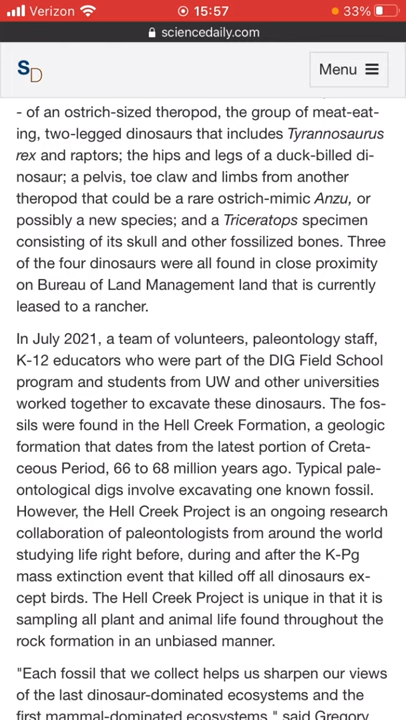 Verizon 15:57 33%
sciencedaily.com
SD Menu
- of an ostrich-sized theropod, the group of meat-eat-
ing, two-legged dinosaurs that includes Tyrannosaurus
rex and raptors; the hips and legs of a duck-billed di-
nosaur; a pelvis, toe claw and limbs from another
theropod that could be a rare ostrich-mimic Anzu, or
possibly a new species; and a Triceratops specimen
consisting of its skull and other fossilized bones. Three
of the four dinosaurs were all found in close proximity
on Bureau of Land Management land that is currently
leased to a rancher.
In July 2021, a team of volunteers, paleontology staff,
K-12 educators who were part of the DIG Field School
program and students from UW and other universities
worked together to excavate these dinosaurs. The fos-
sils were found in the Hell Creek Formation, a geologic
formation that dates from the latest portion of Creta-
ceous Period, 66 to 68 million years ago. Typical pale-
ontological digs involve excavating one known fossil.
However, the Hell Creek Project is an ongoing research
collaboration of paleontologists from around the world
studying life right before, during and after the K-Pg
mass extinction event that killed off all dinosaurs ex-
cept birds. The Hell Creek Project is unique in that it is
sampling all plant and animal life found throughout the
rock formation in an unbiased manner.
"Each fossil that we collect helps us sharpen our views
of the last dinosaur-dominated ecosystems and the
first mammal-dominated ecosystems," said Gregory